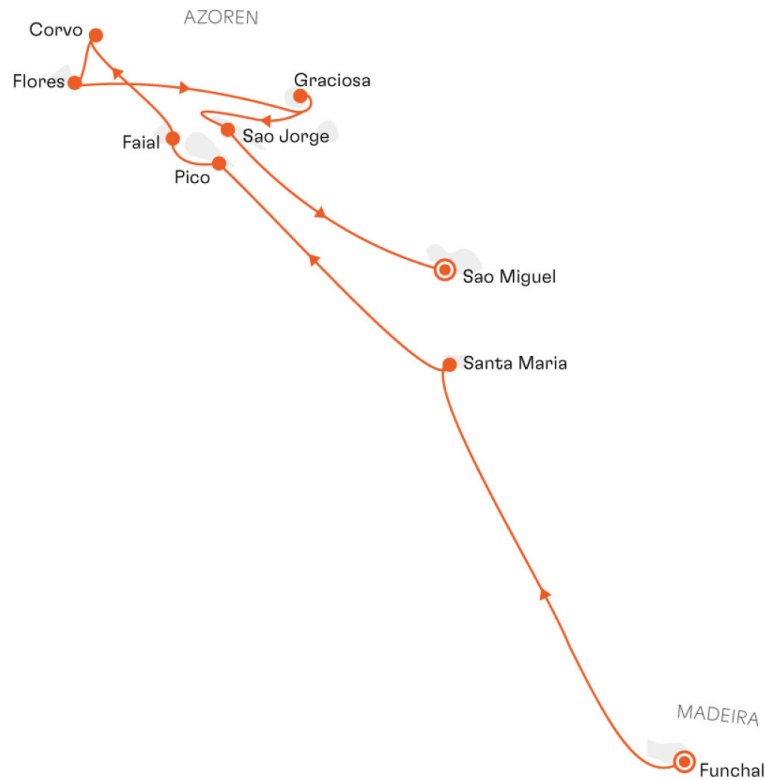 AZOREN
Corvo
Flores
Graciosa
Faial
Sao Jorge
Pico
Sao Miguel
Santa Maria
MADEIRA
Funchal